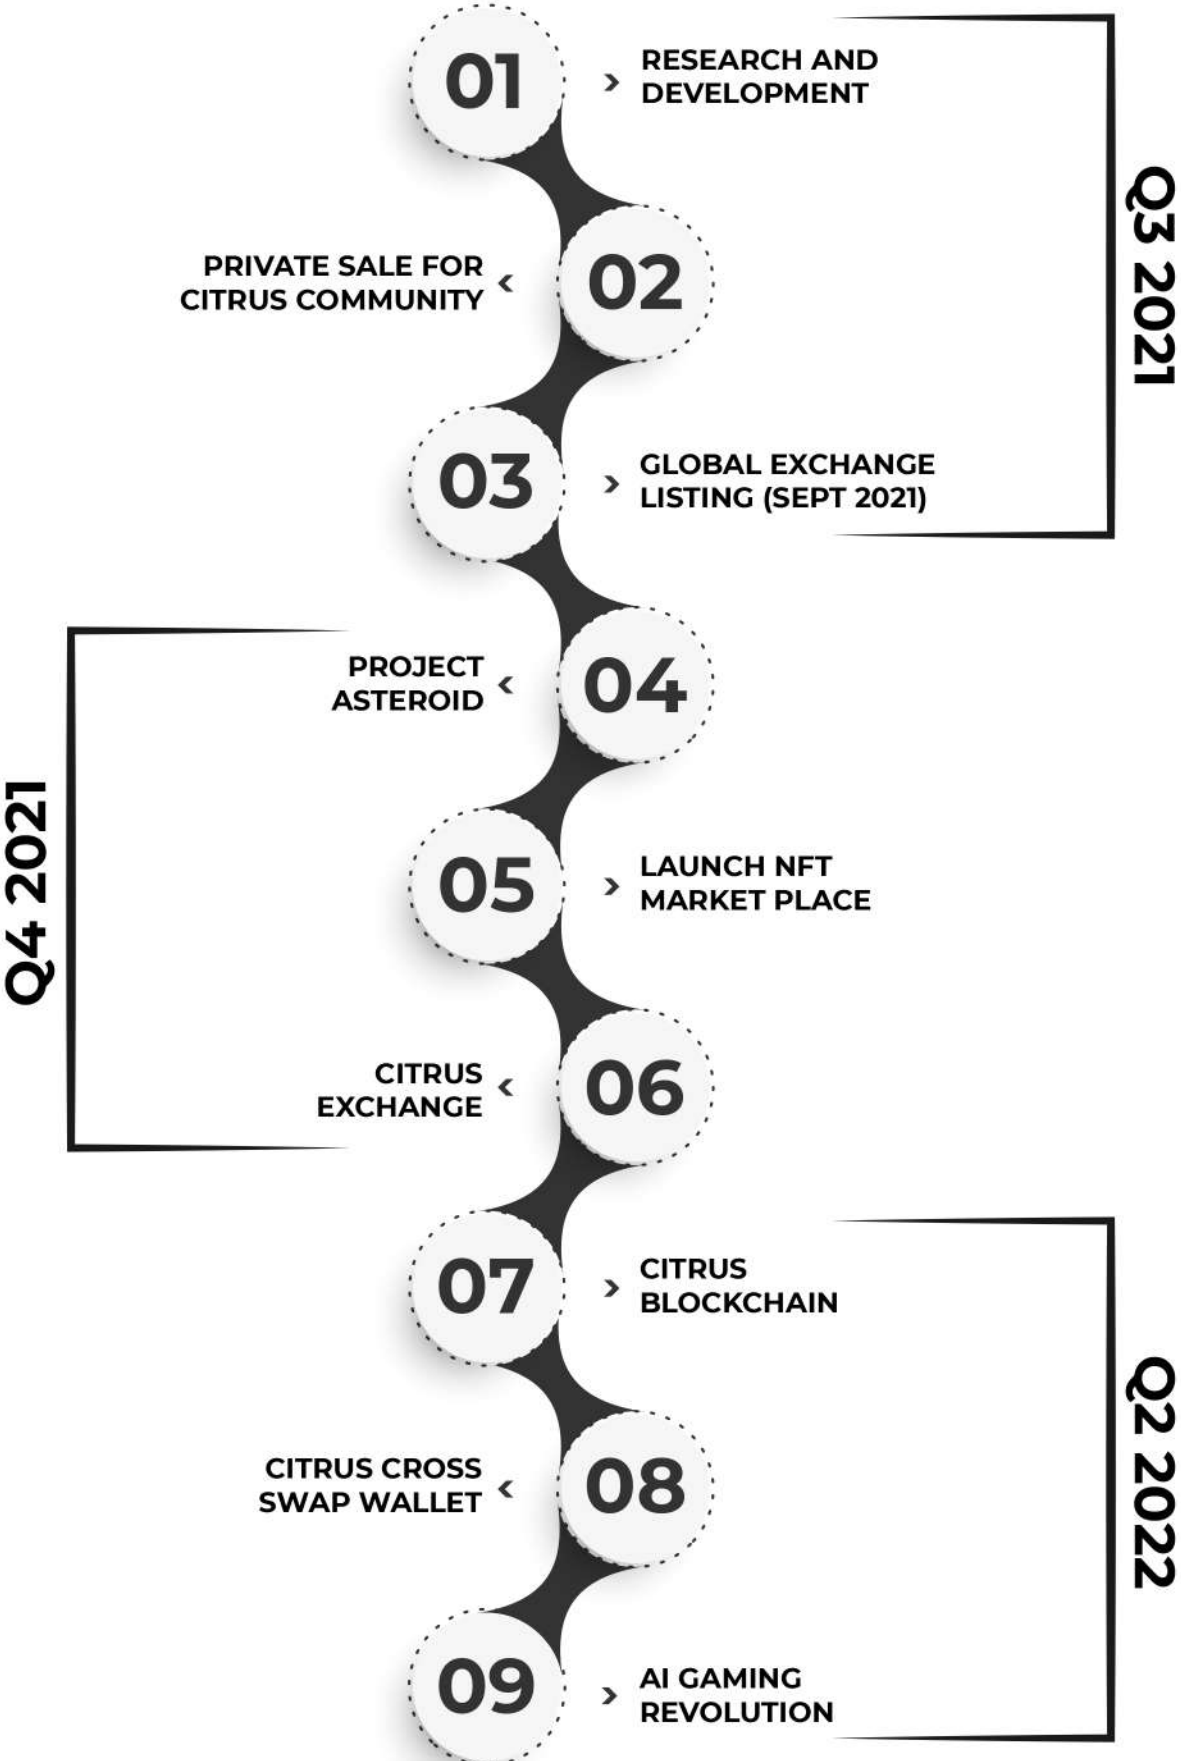 01
RESEARCH AND
DEVELOPMENT
Q3 2021
02
PRIVATE SALE FOR
CITRUS COMMUNITY
03
GLOBAL EXCHANGE
LISTING (SEPT 2021)
04
PROJECT
ASTEROID
Q4 2021
05
LAUNCH NFT
MARKET PLACE
06
CITRUS
EXCHANGE
07
CITRUS
BLOCKCHAIN
Q2 2022
08
CITRUS CROSS
SWAP WALLET
09
AI GAMING
REVOLUTION